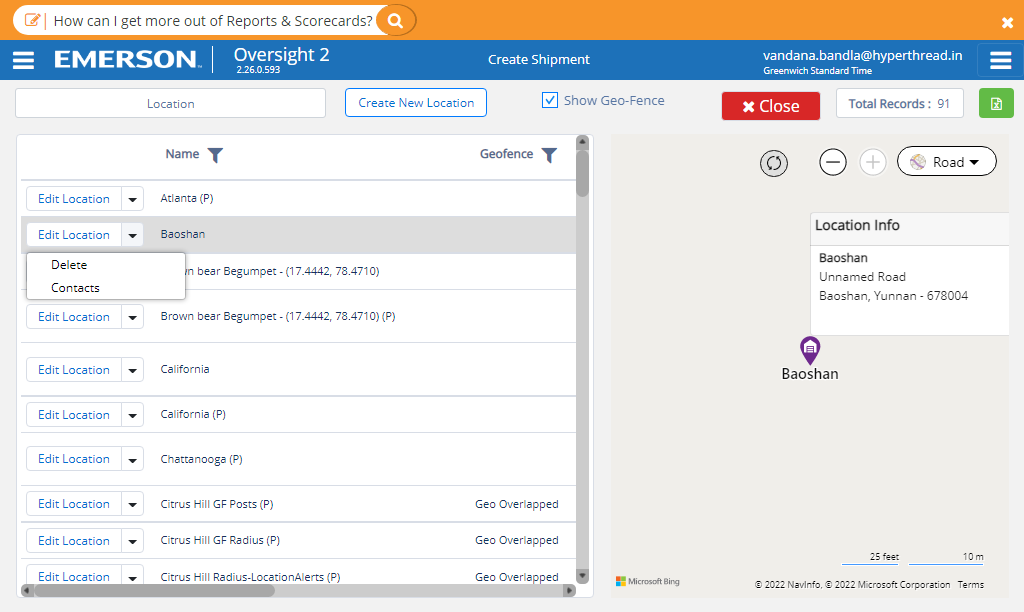 How can I get more out of Reports & Scorecards?
EMERSON
Oversight 2
2.26.0.593
Create Shipment
vandana.bandla@hyperthread.in
Greenwich Standard Time
Location
Create New Location
Show Geo-Fence
Close
Total Records : 91
Name
Geofence
Edit Location
Atlanta (P)
Edit Location
Baoshan
Delete
Contacts
wn bear Begumpet - (17.4442, 78.4710)
Edit Location
Brown bear Begumpet - (17.4442, 78.4710) (P)
Edit Location
California
Edit Location
California (P)
Edit Location
Chattanooga (P)
Edit Location
Citrus Hill GF Posts (P)
Geo Overlapped
Edit Location
Citrus Hill GF Radius (P)
Geo Overlapped
Edit Location
Citrus Hill Radius-LocationAlerts (P)
Geo Overlapped
Road
Location Info
Baoshan
Unnamed Road
Baoshan, Yunnan - 678004
Baoshan
25 feet
10 m
Microsoft Bing
© 2022 NavInfo, © 2022 Microsoft Corporation Terms